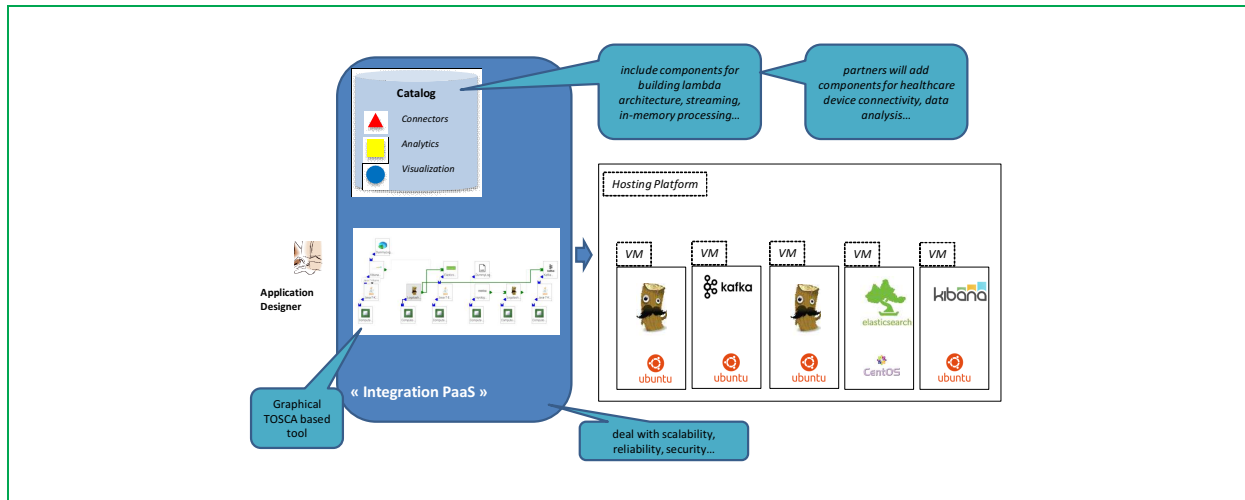 include components for
building lambda
architecture, streaming,
in-memory processing…
partners will add
components for healthcare
device connectivity, data
analysis…
Catalog
Connectors
Analytics
Visualization
Hosting Platform
VM
VM
VM
VM
VM
kafka
elasticsearch
kibana
ubuntu
ubuntu
ubuntu
CentOS
ubuntu
Application
Designer
« Integration PaaS »
Graphical
TOSCA based
tool
deal with scalability,
reliability, security…